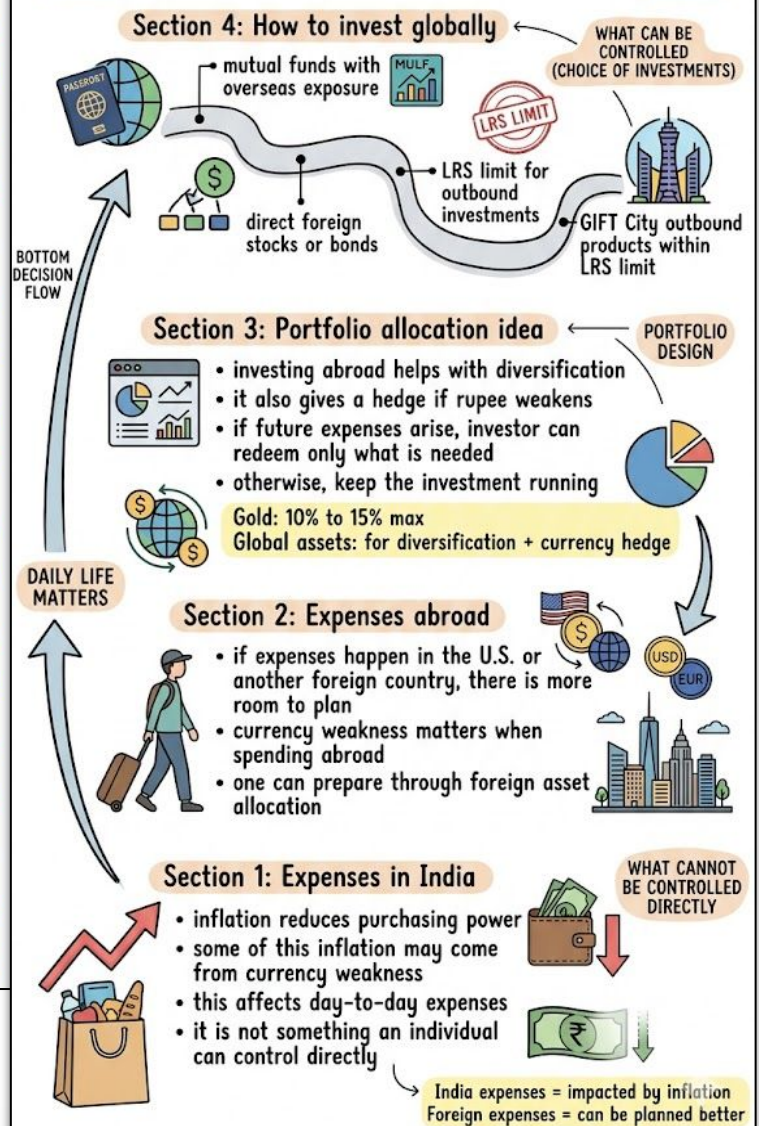 Section 4: How to invest globally
WHAT CAN BE
CONTROLLED
(CHOICE OF INVESTMENTS)
PASSPORT
mutual funds with
overseas exposure
MULF
LRS LIMIT
$
direct foreign
stocks or bonds
LRS limit for
outbound
investments
GIFT City outbound
products within
LRS limit
BOTTOM
DECISION
FLOW
Section 3: Portfolio allocation idea
PORTFOLIO
DESIGN
• investing abroad helps with diversification
• it also gives a hedge if rupee weakens
• if future expenses arise, investor can
redeem only what is needed
• otherwise, keep the investment running
$
$
Gold: 10% to 15% max
Global assets: for diversification + currency hedge
DAILY LIFE
MATTERS
Section 2: Expenses abroad
$
USD
EUR
• if expenses happen in the U.S. or
another foreign country, there is more
room to plan
• currency weakness matters when
spending abroad
• one can prepare through foreign asset
allocation
Section 1: Expenses in India
WHAT CANNOT
BE CONTROLLED
DIRECTLY
• inflation reduces purchasing power
• some of this inflation may come
from currency weakness
• this affects day-to-day expenses
• it is not something an individual
can control directly
₹
India expenses = impacted by inflation
Foreign expenses = can be planned better